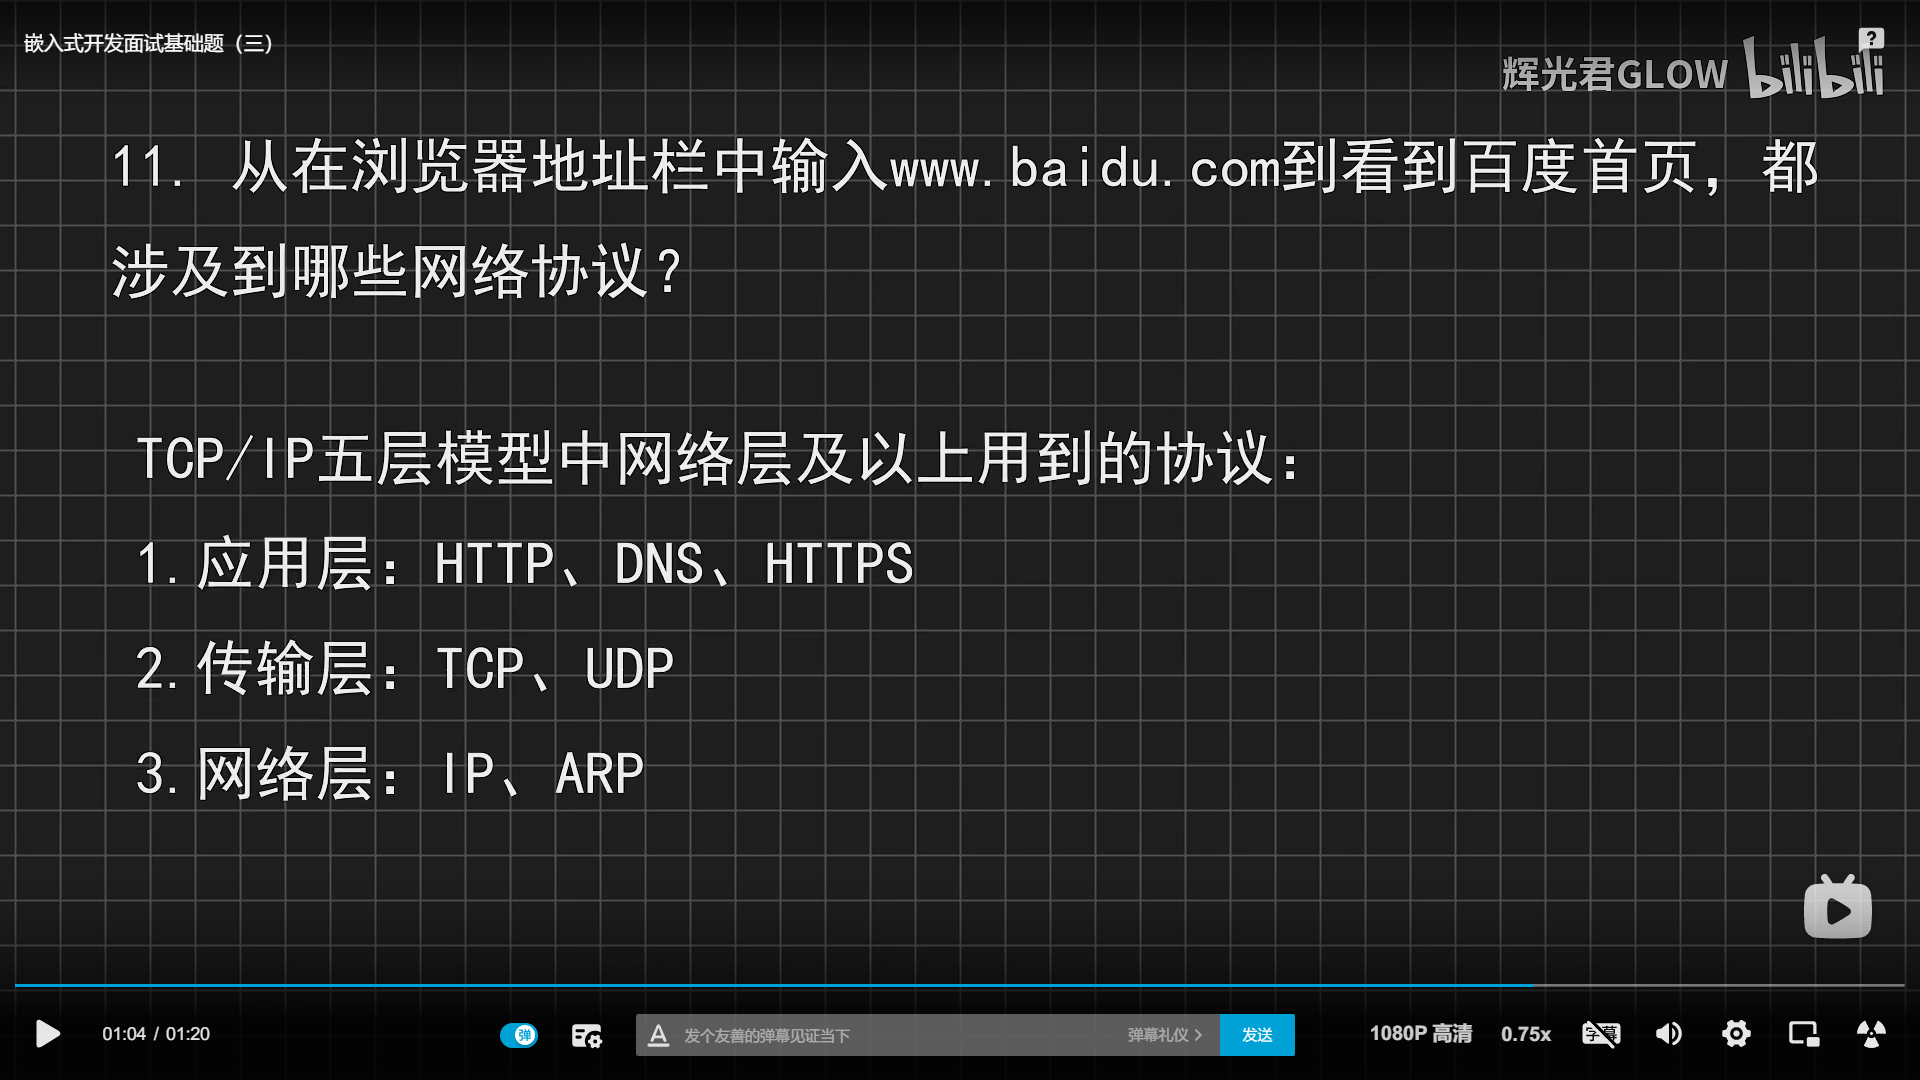 嵌入式开发面试基础题（三）
辉光君GLOW bilibili
?
11. 从在浏览器地址栏中输入www.baidu.com到看到百度首页，都
涉及到哪些网络协议？
TCP/IP五层模型中网络层及以上用到的协议：
1.应用层：HTTP、DNS、HTTPS
2.传输层：TCP、UDP
3.网络层：IP、ARP
01:04 / 01:20
弹
A 发个友善的弹幕见证当下 弹幕礼仪 > 发送
1080P 高清 0.75x 字幕